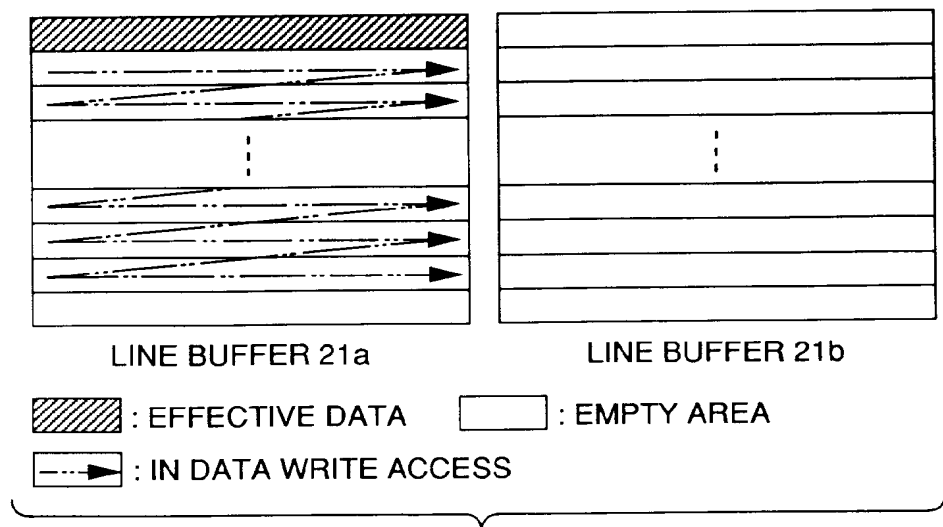 LINE BUFFER 21a
LINE BUFFER 21b
: EFFECTIVE DATA
: EMPTY AREA
: IN DATA WRITE ACCESS